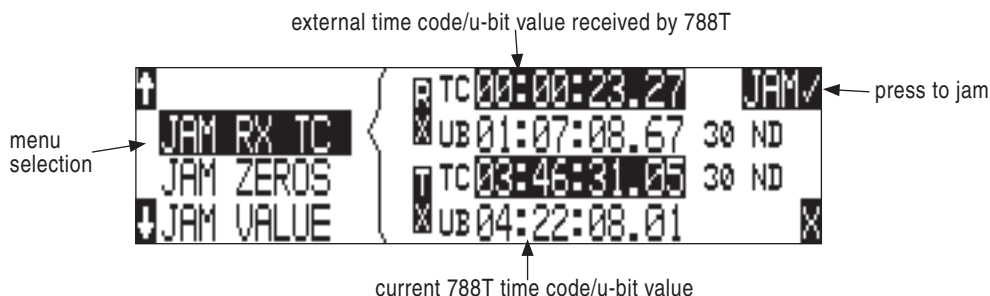 external time code/u-bit value received by 788T
RX TC 00:00:23.27 JAM✓
press to jam
menu selection
JAM RX TC
UB 01:07:08.67 30 ND
JAM ZEROS
TX TC 03:46:31.05 30 ND
JAM VALUE
UB 04:22:08.01 X
current 788T time code/u-bit value